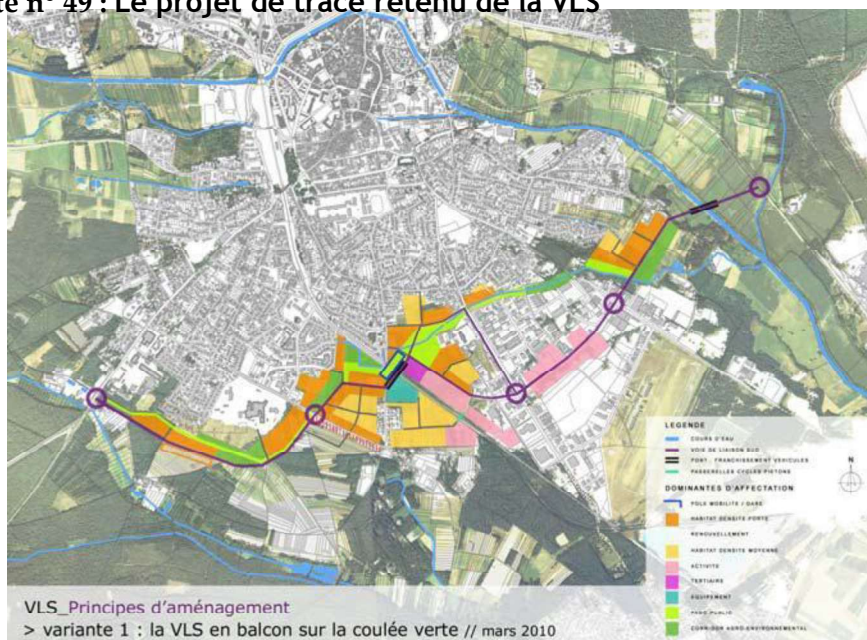 n° 49 : Le projet de tracé retenu de la VLS
LEGENDE
COURS D'EAU
VOIE DE LIAISON SUD
PONT - FRANCHISSEMENT VEHICULES
PASSERELLES CYCLES PIETONS
N
DOMINANTES D'AFFECTATION
POLE MOBILITE / GARE
HABITAT DENSITE FORTE
RENOUVELLEMENT
HABITAT DENSITE MOYENNE
ACTIVITE
TERTIAIRE
EQUIPEMENT
PARC PUBLIC
CORRIDOR AGRO-ENVIRONNEMENTAL
VLS_Principes d'aménagement
> variante 1 : la VLS en balcon sur la coulée verte // mars 2010